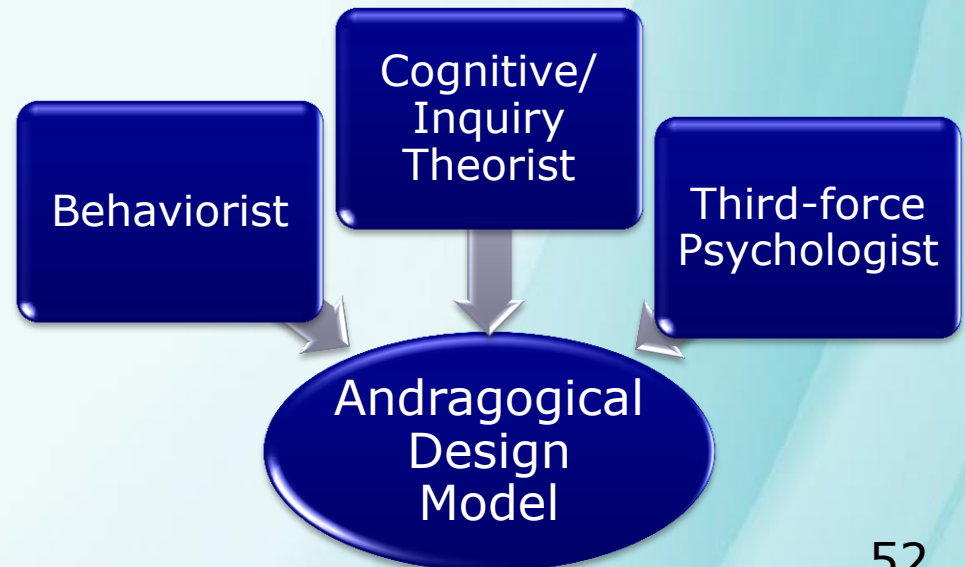 Behaviorist
Cognitive/
Inquiry
Theorist
Third-force
Psychologist
Andragogical
Design
Model
52